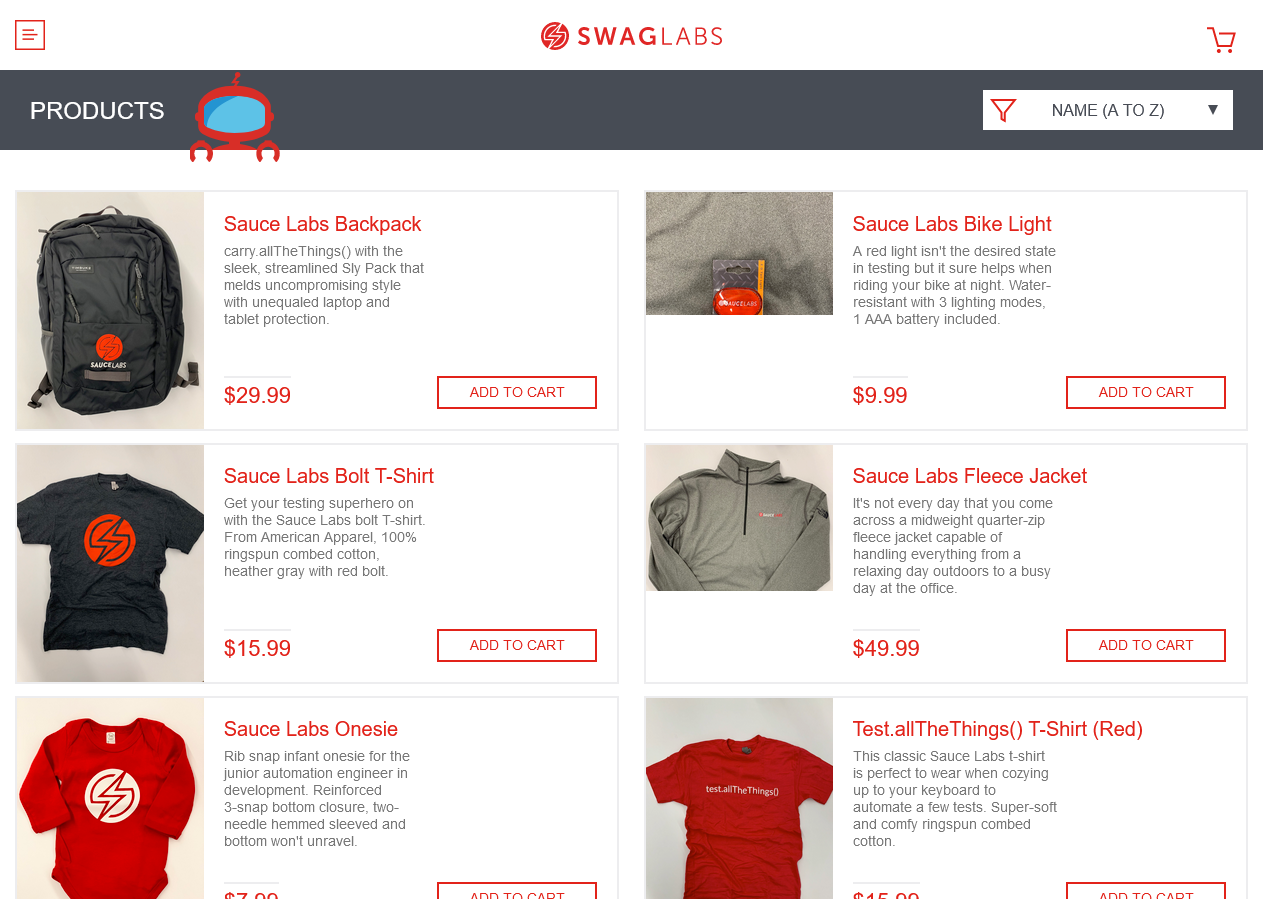 SWAGLABS
PRODUCTS
NAME (A TO Z)
Sauce Labs Backpack
carry.allTheThings() with the
sleek, streamlined Sly Pack that
melds uncompromising style
with unequaled laptop and
tablet protection.
$29.99
ADD TO CART
SAUCELABS
Sauce Labs Bike Light
A red light isn't the desired state
in testing but it sure helps when
riding your bike at night. Water-
resistant with 3 lighting modes,
1 AAA battery included.
$9.99
ADD TO CART
SAUCELABS
Sauce Labs Bolt T-Shirt
Get your testing superhero on
with the Sauce Labs bolt T-shirt.
From American Apparel, 100%
ringspun combed cotton,
heather gray with red bolt.
$15.99
ADD TO CART
Sauce Labs Fleece Jacket
It's not every day that you come
across a midweight quarter-zip
fleece jacket capable of
handling everything from a
relaxing day outdoors to a busy
day at the office.
$49.99
ADD TO CART
Sauce Labs Onesie
Rib snap infant onesie for the
junior automation engineer in
development. Reinforced
3-snap bottom closure, two-
needle hemmed sleeved and
bottom won't unravel.
$7.99
ADD TO CART
Test.allTheThings() T-Shirt (Red)
This classic Sauce Labs t-shirt
is perfect to wear when cozying
up to your keyboard to
automate a few tests. Super-soft
and comfy ringspun combed
cotton.
$15.99
ADD TO CART
test.allTheThings()